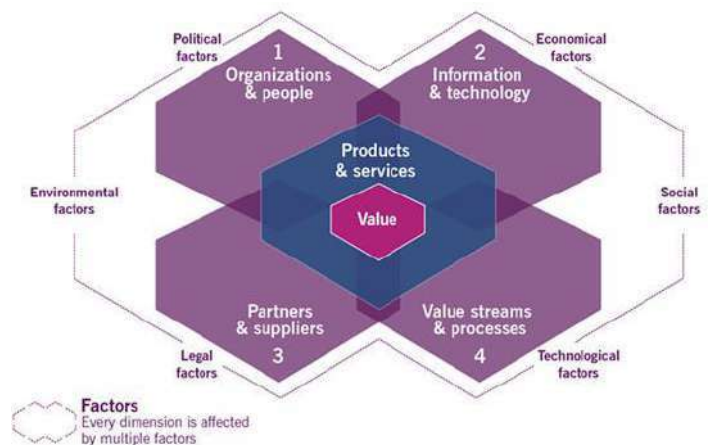 Political
factors
Economical
factors
1
Organizations
& people
2
Information
& technology
Products
& services
Environmental
factors
Value
Social
factors
Partners
& suppliers
3
Value streams
& processes
4
Legal
factors
Technological
factors
Factors
Every dimension is affected
by multiple factors